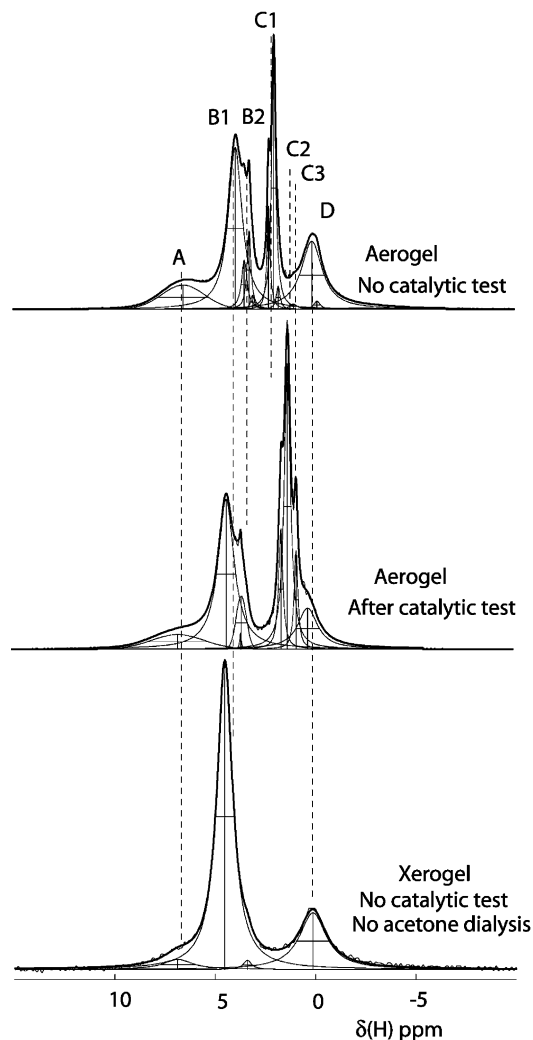 C1
B1
B2
C2
C3
D
A
Aerogel
No catalytic test
Aerogel
After catalytic test
Xerogel
No catalytic test
No acetone dialysis
10 5 0 -5
δ(H) ppm